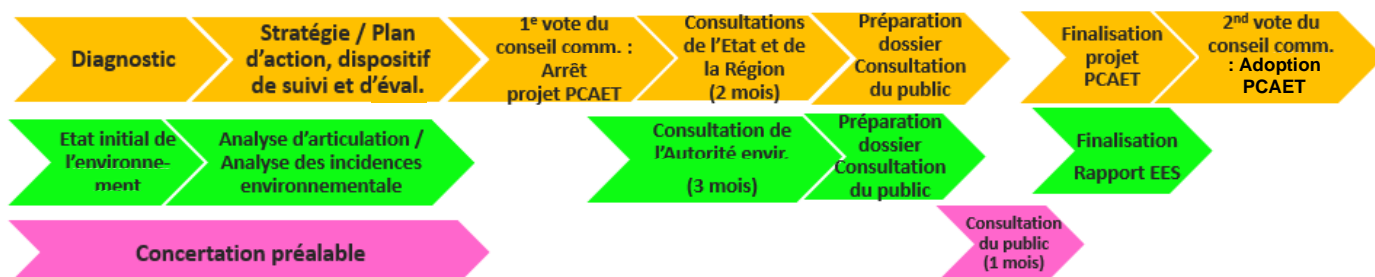 Diagnostic
Stratégie / Plan
d'action, dispositif
de suivi et d'éval.
1e vote du
conseil comm. :
Arrêt
projet PCAET
Consultations
de l'Etat et de
la Région
(2 mois)
Préparation
dossier
Consultation
du public
Finalisation
projet
PCAET
2nd vote du
conseil comm.
: Adoption
PCAET
Etat initial de
l'environne-
ment
Analyse d'articulation /
Analyse des incidences
environnementale
Consultation de
l'Autorité envir.
(3 mois)
Préparation
dossier
Consultation
du public
Finalisation
Rapport EES
Concertation préalable
Consultation
du public
(1 mois)